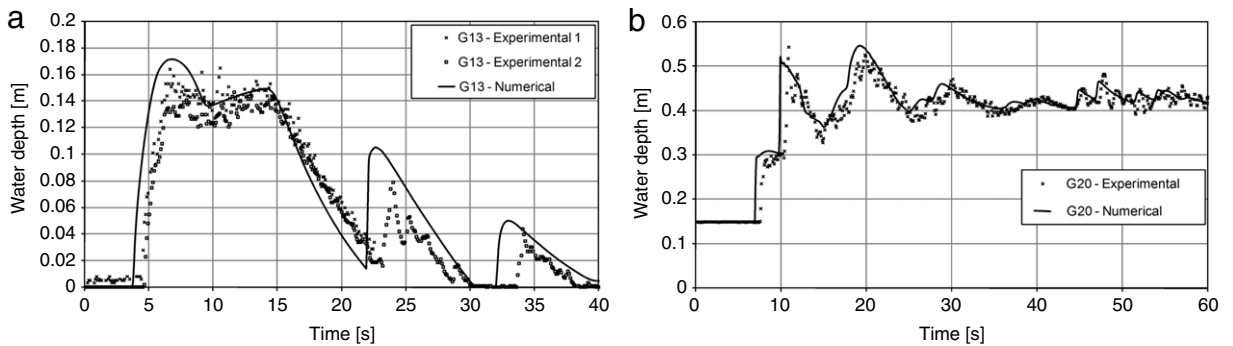 a
Water depth [m]
0.2
0.18
0.16
0.14
0.12
0.1
0.08
0.06
0.04
0.02
0
0 5 10 15 20 25 30 35 40
Time [s]
G13 - Experimental 1
G13 - Experimental 2
G13 - Numerical
b
Water depth [m]
0.6
0.5
0.4
0.3
0.2
0.1
0
0 10 20 30 40 50 60
Time [s]
G20 - Experimental
G20 - Numerical